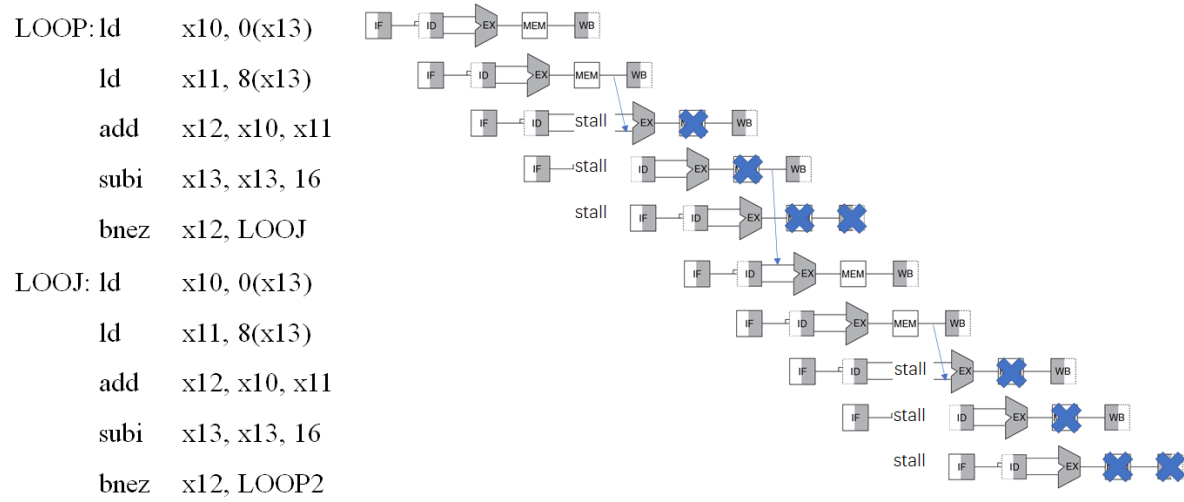 LOOP: ld x10, 0(x13) IF ID EX MEM WB
ld x11, 8(x13) IF ID EX MEM WB
add x12, x10, x11 IF ID stall EX WB
subi x13, x13, 16 IF stall ID EX WB
bnez x12, LOOJ stall IF ID EX
LOOJ: ld x10, 0(x13) IF ID EX MEM WB
ld x11, 8(x13) IF ID EX MEM WB
add x12, x10, x11 IF ID stall EX WB
subi x13, x13, 16 IF stall ID EX WB
bnez x12, LOOP2 stall IF ID EX